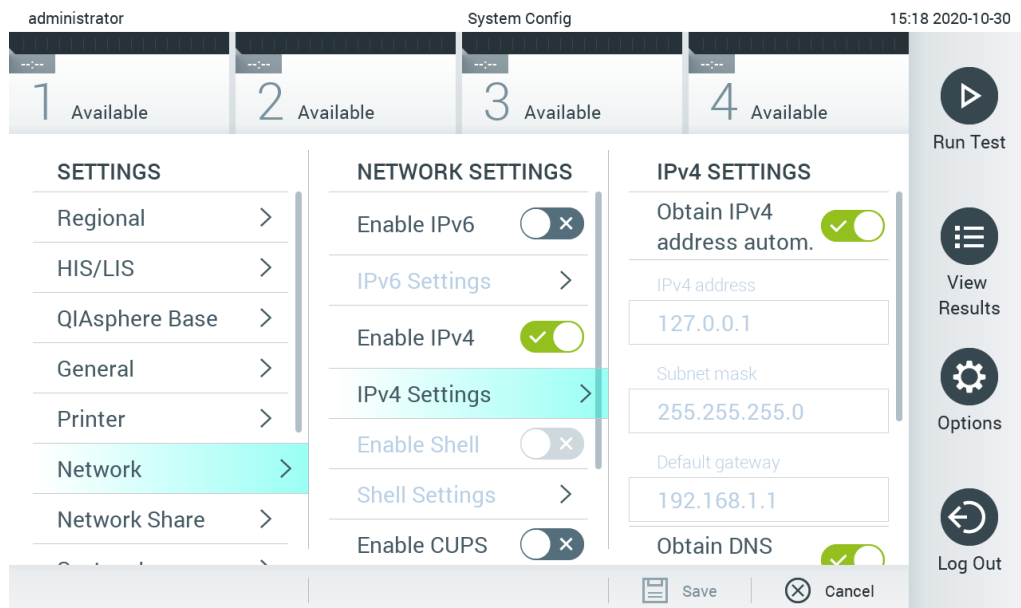 administrator
System Config
15:18 2020-10-30
--:--
--:--
--:--
--:--
1 Available
2 Available
3 Available
4 Available
Run Test
View
Results
Options
Log Out
SETTINGS
Regional
HIS/LIS
QIAsphere Base
General
Printer
Network
Network Share
NETWORK SETTINGS
Enable IPv6
IPv6 Settings
Enable IPv4
IPv4 Settings
Enable Shell
Shell Settings
Enable CUPS
IPv4 SETTINGS
Obtain IPv4
address autom.
IPv4 address
127.0.0.1
Subnet mask
255.255.255.0
Default gateway
192.168.1.1
Obtain DNS
Save
Cancel